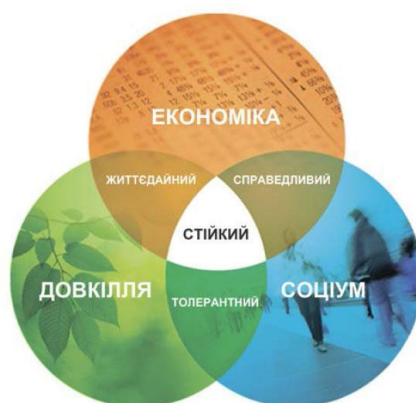 ЕКОНОМІКА
ЖИТТЄДАЙНИЙ
СПРАВЕДЛИВИЙ
СТІЙКИЙ
ДОВКІЛЛЯ
ТОЛЕРАНТНИЙ
СОЦІУМ